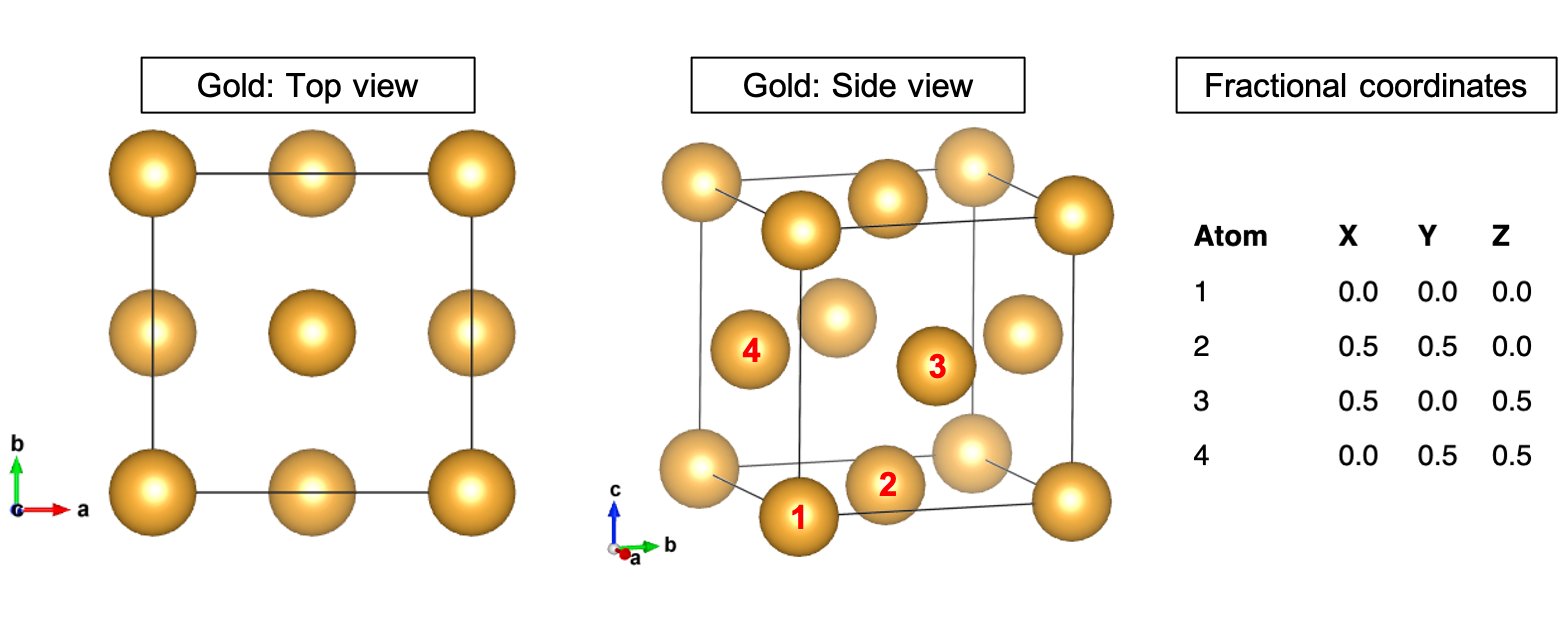 Gold: Top view
b
c
a
Gold: Side view
4
3
2
1
c
b
a
Fractional coordinates
Atom X Y Z
1 0.0 0.0 0.0
2 0.5 0.5 0.0
3 0.5 0.0 0.5
4 0.0 0.5 0.5